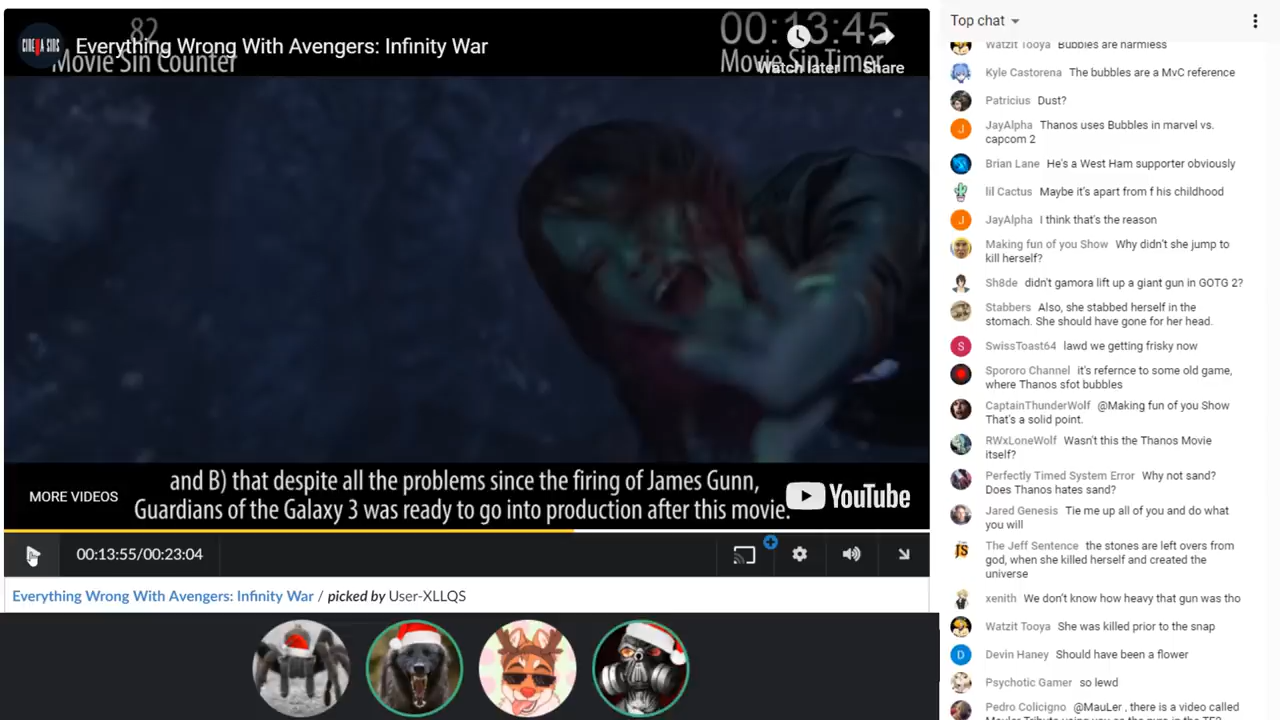 82
00:13:45
CINEMA SINS
Everything Wrong With Avengers: Infinity War
Movie Sin Counter
Movie Sin Timer
Watch later
Share
and B) that despite all the problems since the firing of James Gunn,
Guardians of the Galaxy 3 was ready to go into production after this movie.
MORE VIDEOS
YouTube
00:13:55/00:23:04
Everything Wrong With Avengers: Infinity War / picked by User-XLLQS
Top chat
Watzit Tooya Bubbles are harmless
Kyle Castorena The bubbles are a MvC reference
Patricius Dust?
J
JayAlpha Thanos uses Bubbles in marvel vs.
capcom 2
Brian Lane He's a West Ham supporter obviously
lil Cactus Maybe it's apart from f his childhood
J
JayAlpha I think that's the reason
Making fun of you Show Why didn't she jump to
kill herself?
Sh8de didn't gamora lift up a giant gun in GOTG 2?
Stabbers Also, she stabbed herself in the
stomach. She should have gone for her head.
S
SwissToast64 lawd we getting frisky now
Spororo Channel it's refernce to some old game,
where Thanos sfot bubbles
CaptainThunderWolf @Making fun of you Show
That's a solid point.
RWxLoneWolf Wasn't this the Thanos Movie
itself?
Perfectly Timed System Error Why not sand?
Does Thanos hates sand?
Jared Genesis Tie me up all of you and do what
you will
JS
The Jeff Sentence the stones are left overs from
god, when she killed herself and created the
universe
xenith We don't know how heavy that gun was tho
Watzit Tooya She was killed prior to the snap
D
Devin Haney Should have been a flower
Psychotic Gamer so lewd
Pedro Colicigno @MauLer , there is a video called